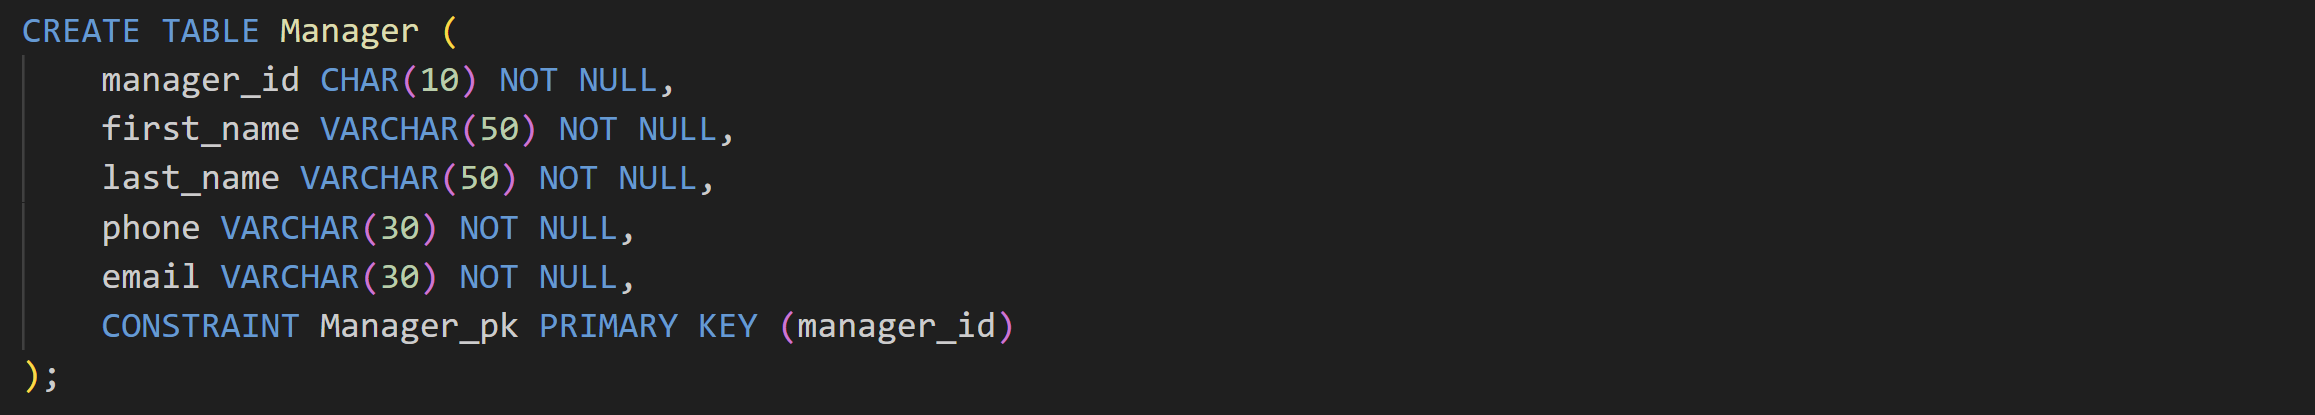 CREATE TABLE Manager (
    manager_id CHAR(10) NOT NULL,
    first_name VARCHAR(50) NOT NULL,
    last_name VARCHAR(50) NOT NULL,
    phone VARCHAR(30) NOT NULL,
    email VARCHAR(30) NOT NULL,
    CONSTRAINT Manager_pk PRIMARY KEY (manager_id)
);